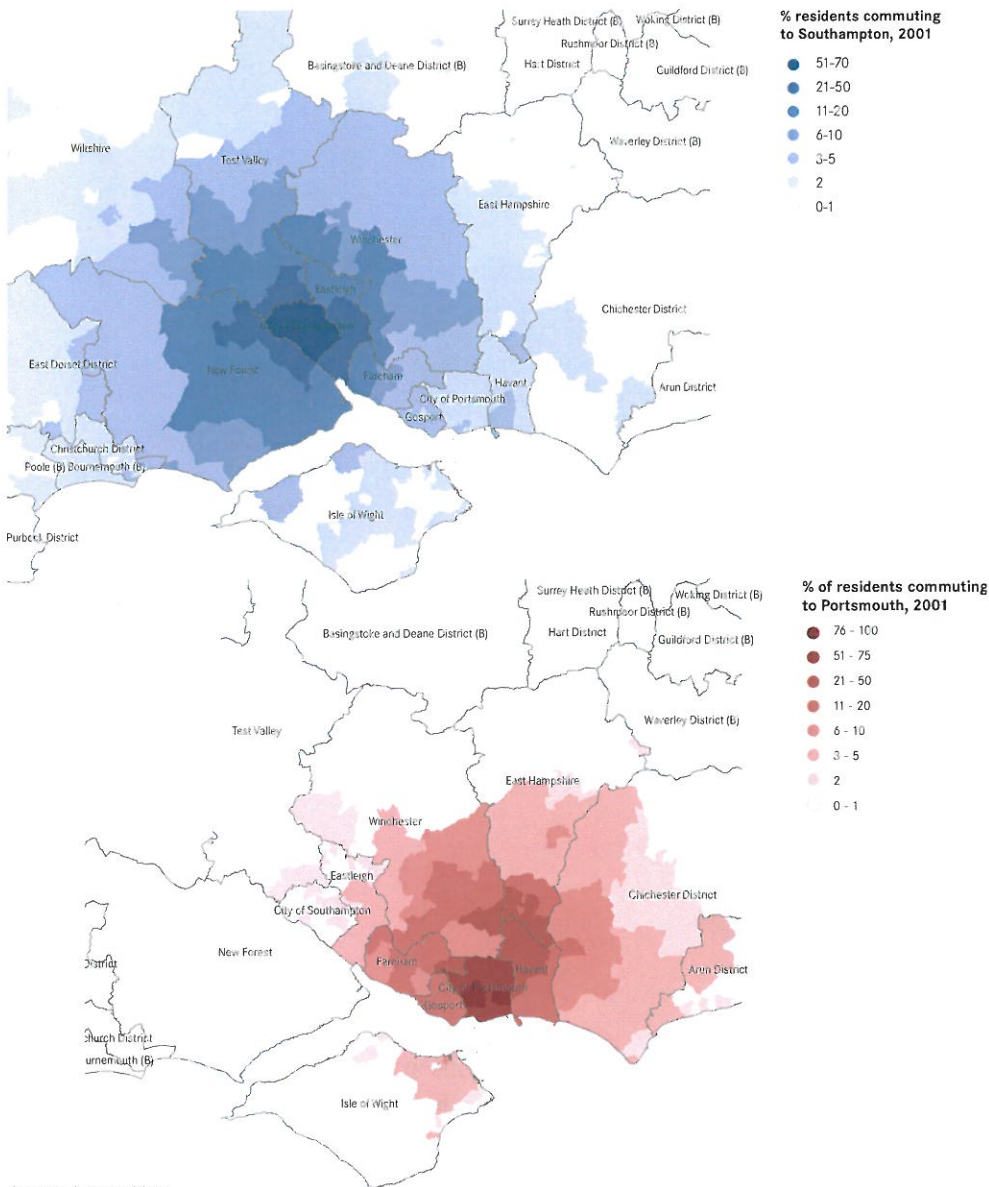 % residents commuting
to Southampton, 2001
51-70
21-50
11-20
6-10
3-5
2
0-1
Surrey Heath District (B)
Woking District (B)
Rushmoor District (B)
Hart District
Guildford District (B)
Basingstoke and Deane District (B)
Waverley District (B)
Wiltshire
Test Valley
East Hampshire
Winchester
Eastleigh
Chichester District
East Dorset District
New Forest
Fareham
Havant
Arun District
City of Portsmouth
Gosport
Christchurch District
Poole (B) Bournemouth (B)
Isle of Wight
Purbeck District
% of residents commuting
to Portsmouth, 2001
76 - 100
51 - 75
21 - 50
11 - 20
6 - 10
3 - 5
2
0 - 1
Surrey Heath District (B)
Woking District (B)
Rushmoor District (B)
Basingstoke and Deane District (B)
Hart District
Guildford District (B)
Waverley District (B)
Test Valley
East Hampshire
Winchester
Eastleigh
Chichester District
City of Southampton
New Forest
Fareham
Havant
Arun District
District
City of Portsmouth
Gosport
church District
urnemouth (B)
Isle of Wight